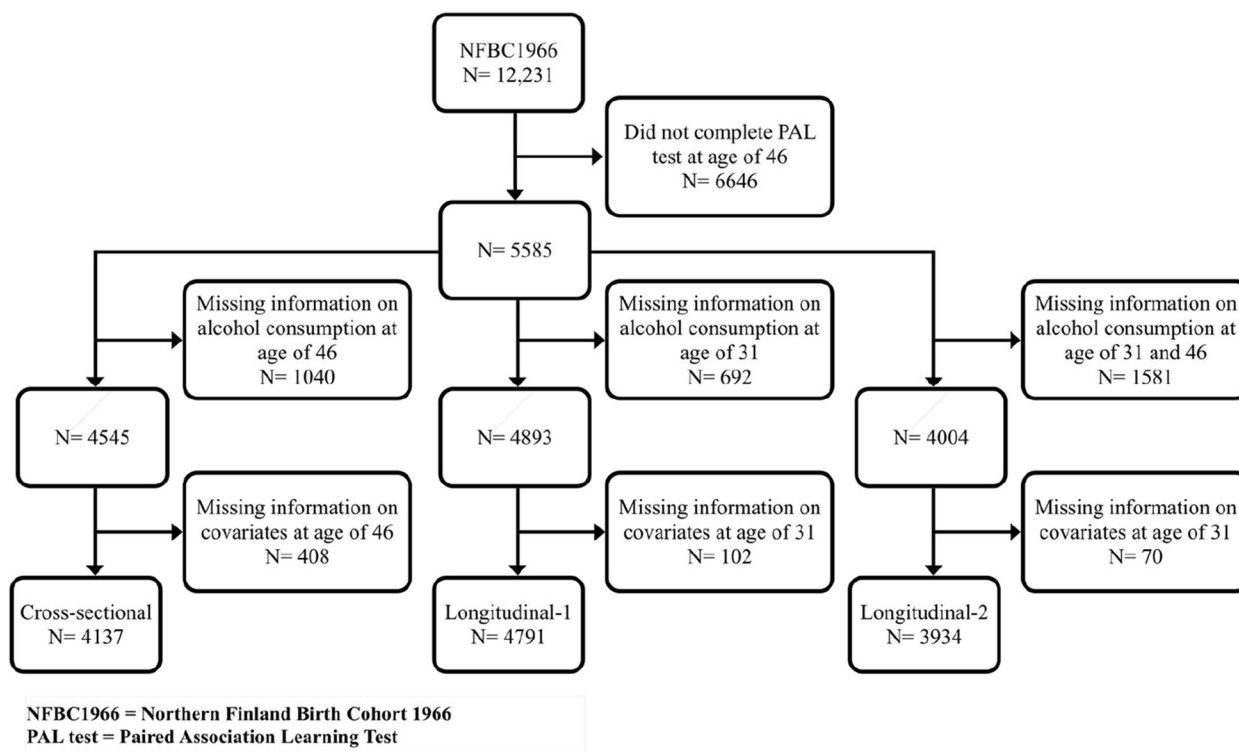 NFBC1966
N= 12,231
Did not complete PAL
test at age of 46
N= 6646
N= 5585
Missing information on
alcohol consumption at
age of 46
N= 1040
Missing information on
alcohol consumption at
age of 31
N= 692
Missing information on
alcohol consumption at
age of 31 and 46
N= 1581
N= 4545
N= 4893
N= 4004
Missing information on
covariates at age of 46
N= 408
Missing information on
covariates at age of 31
N= 102
Missing information on
covariates at age of 31
N= 70
Cross-sectional
N= 4137
Longitudinal-1
N= 4791
Longitudinal-2
N= 3934
NFBC1966 = Northern Finland Birth Cohort 1966
PAL test = Paired Association Learning Test